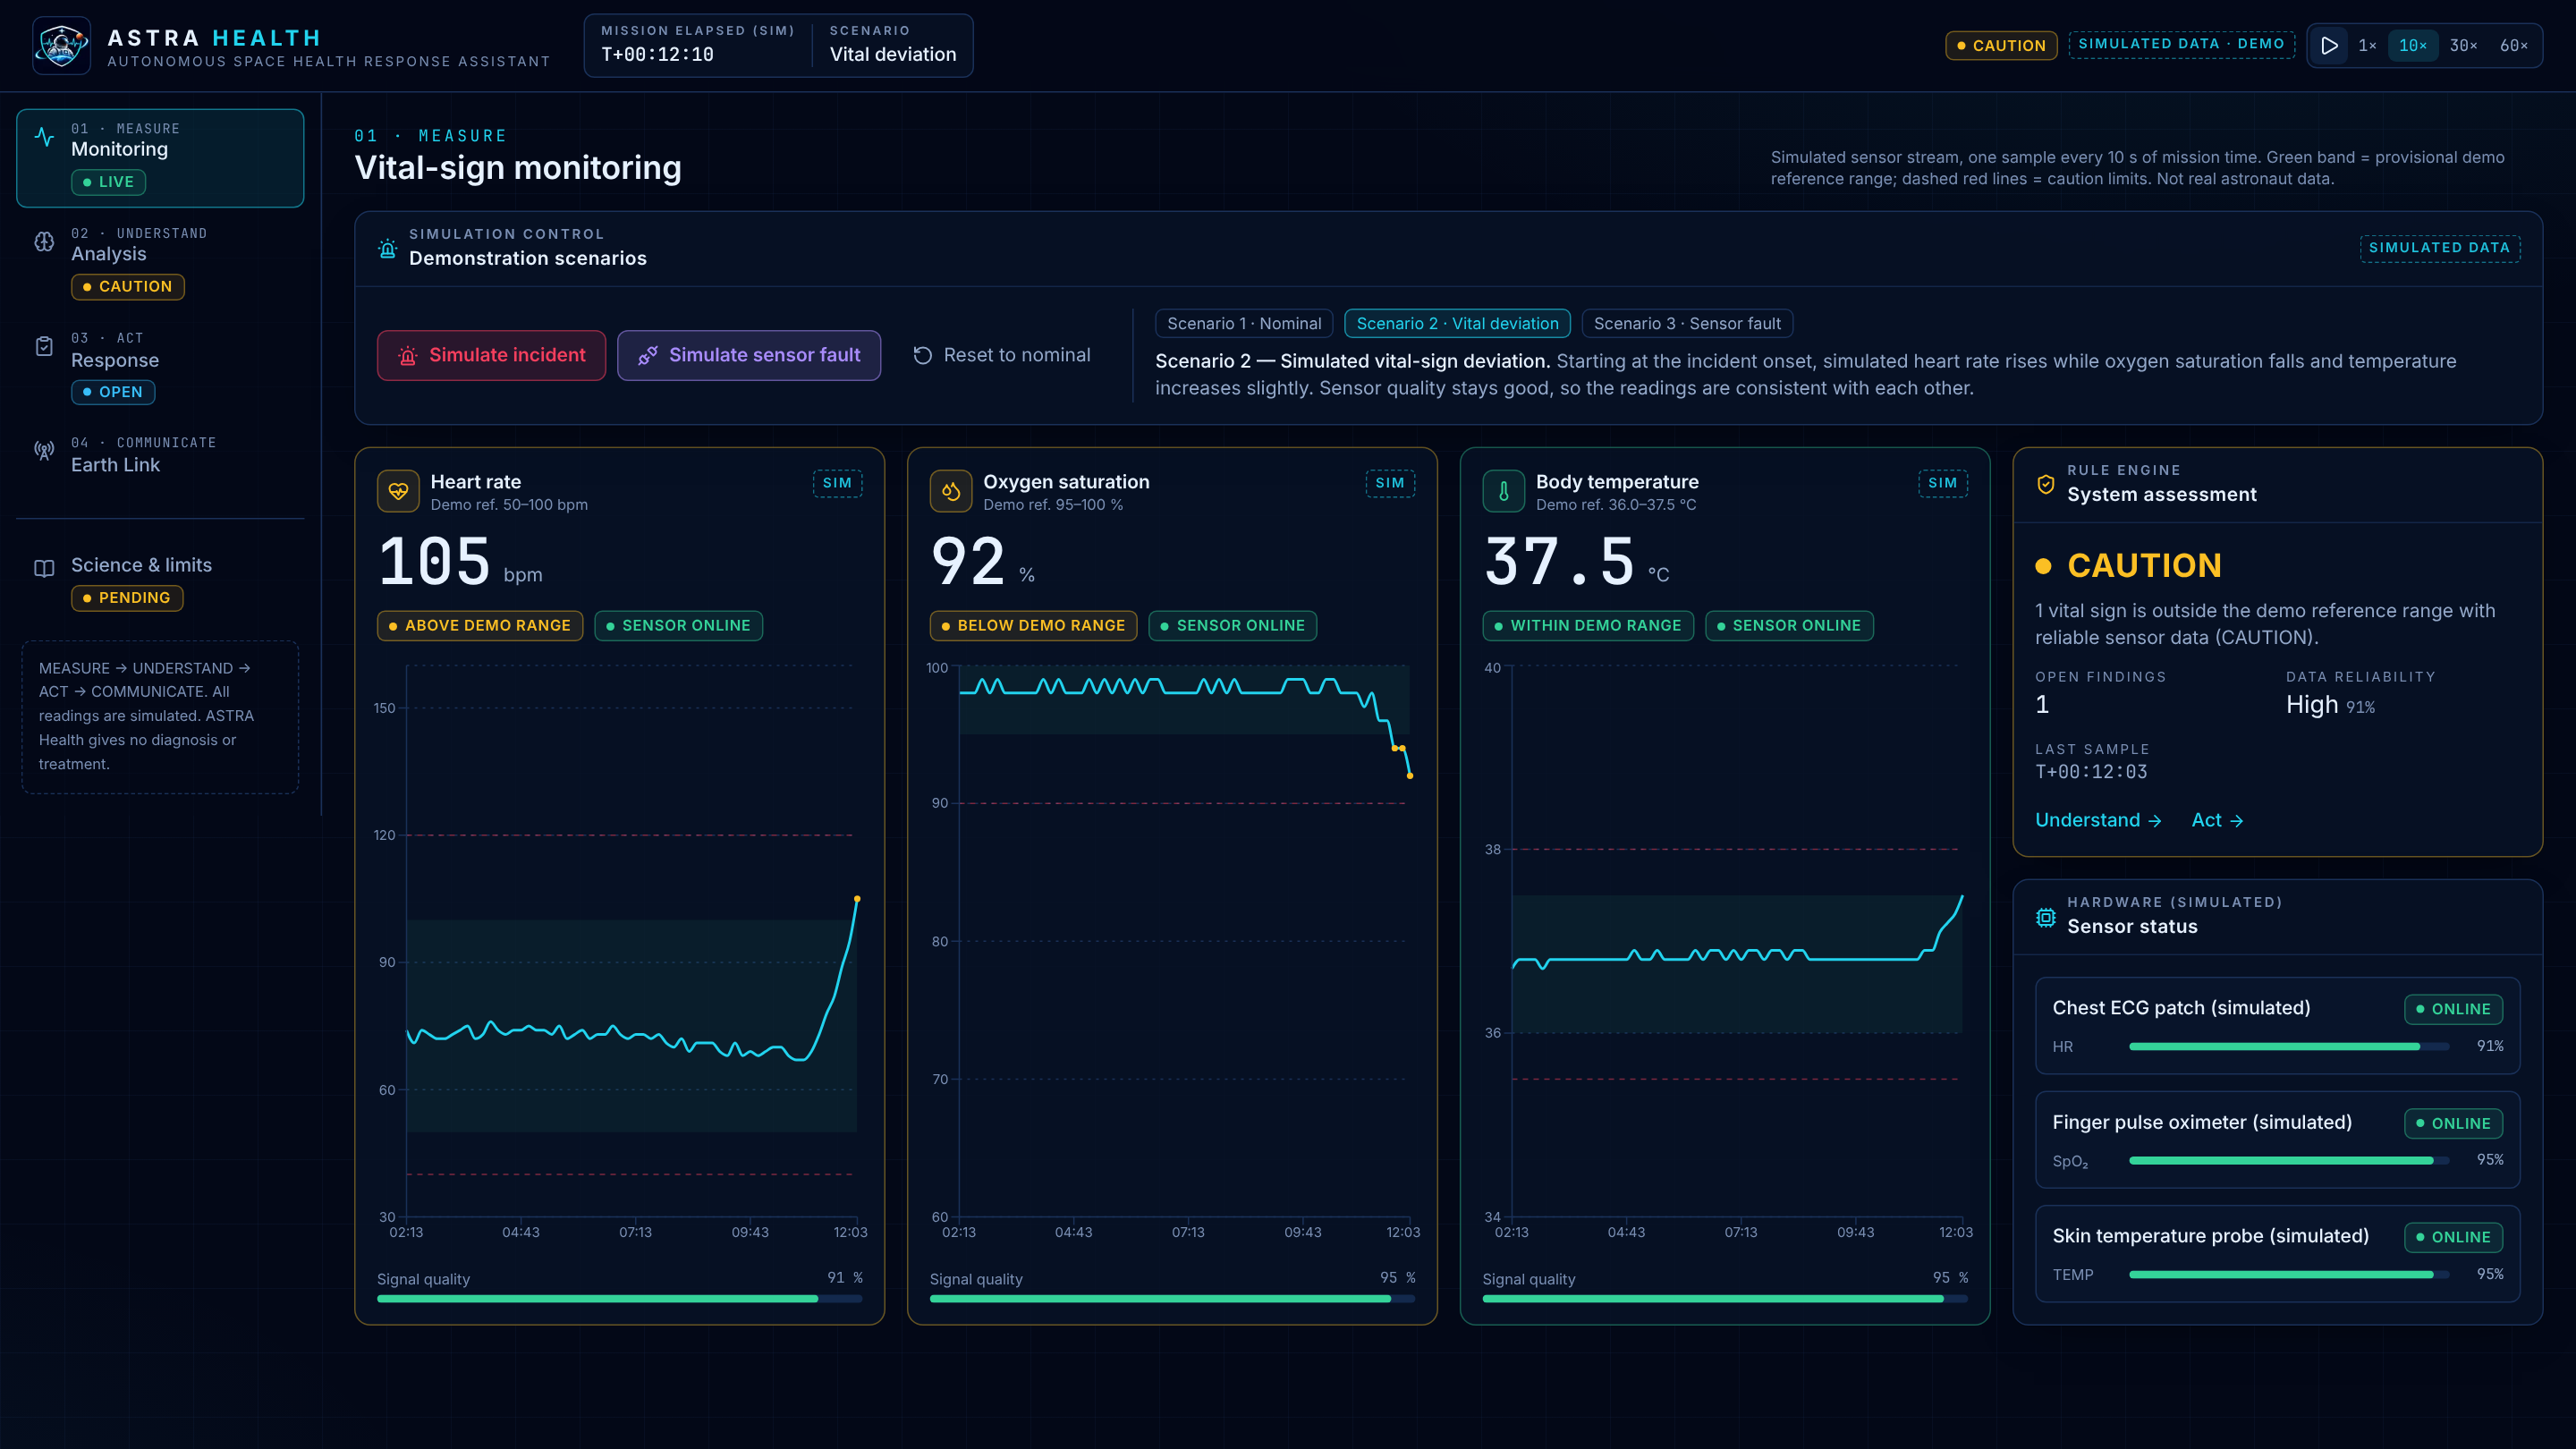 ASTRA HEALTH
AUTONOMOUS SPACE HEALTH RESPONSE ASSISTANT
MISSION ELAPSED (SIM)
T+00:12:10
SCENARIO
Vital deviation
CAUTION
SIMULATED DATA · DEMO
1×
10×
30×
60×
01 · MEASURE
Monitoring
LIVE
02 · UNDERSTAND
Analysis
CAUTION
03 · ACT
Response
OPEN
04 · COMMUNICATE
Earth Link
Science & limits
PENDING
MEASURE → UNDERSTAND →
ACT → COMMUNICATE. All
readings are simulated. ASTRA
Health gives no diagnosis or
treatment.
01 · MEASURE
Vital-sign monitoring
Simulated sensor stream, one sample every 10 s of mission time. Green band = provisional demo
reference range; dashed red lines = caution limits. Not real astronaut data.
SIMULATION CONTROL
Demonstration scenarios
SIMULATED DATA
Simulate incident
Simulate sensor fault
Reset to nominal
Scenario 1 · Nominal
Scenario 2 · Vital deviation
Scenario 3 · Sensor fault
Scenario 2 — Simulated vital-sign deviation. Starting at the incident onset, simulated heart rate rises while oxygen saturation falls and temperature
increases slightly. Sensor quality stays good, so the readings are consistent with each other.
Heart rate
Demo ref. 50–100 bpm
SIM
105 bpm
ABOVE DEMO RANGE
SENSOR ONLINE
150
120
90
60
30
02:13
04:43
07:13
09:43
12:03
Signal quality
91 %
Oxygen saturation
Demo ref. 95–100 %
SIM
92 %
BELOW DEMO RANGE
SENSOR ONLINE
100
90
80
70
60
02:13
04:43
07:13
09:43
12:03
Signal quality
95 %
Body temperature
Demo ref. 36.0–37.5 °C
SIM
37.5 °C
WITHIN DEMO RANGE
SENSOR ONLINE
40
38
36
34
02:13
04:43
07:13
09:43
12:03
Signal quality
95 %
RULE ENGINE
System assessment
CAUTION
1 vital sign is outside the demo reference range with
reliable sensor data (CAUTION).
OPEN FINDINGS
1
DATA RELIABILITY
High 91%
LAST SAMPLE
T+00:12:03
Understand →
Act →
HARDWARE (SIMULATED)
Sensor status
Chest ECG patch (simulated)
ONLINE
HR
91%
Finger pulse oximeter (simulated)
ONLINE
SpO₂
95%
Skin temperature probe (simulated)
ONLINE
TEMP
95%